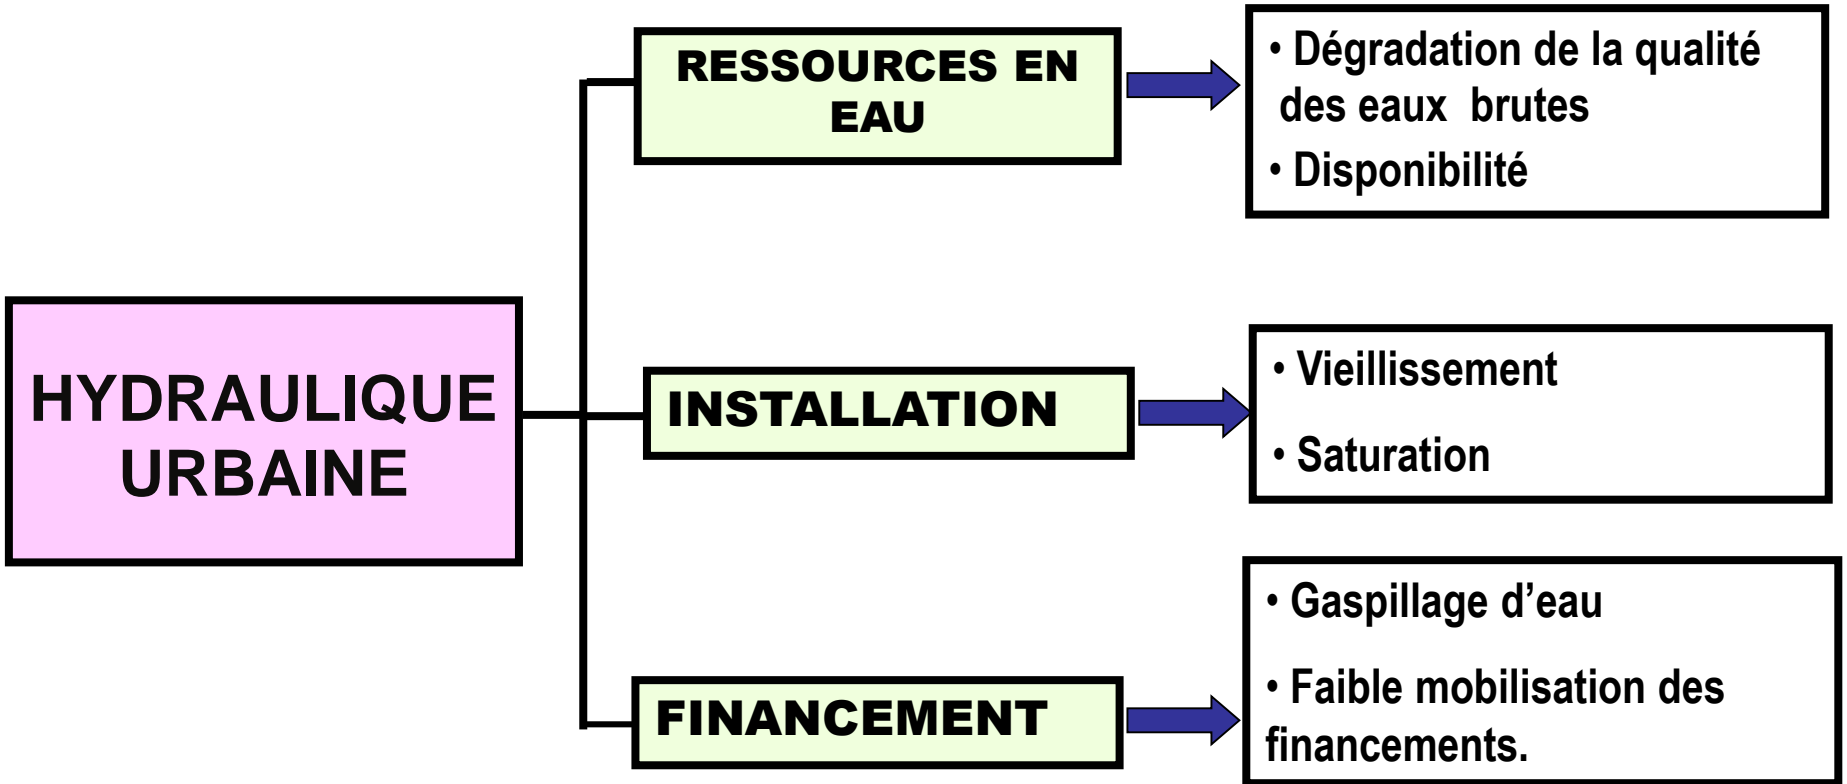 RESSOURCES EN
EAU
• Dégradation de la qualité
des eaux brutes
• Disponibilité
HYDRAULIQUE
URBAINE
INSTALLATION
• Vieillissement
• Saturation
FINANCEMENT
• Gaspillage d’eau
• Faible mobilisation des
financements.